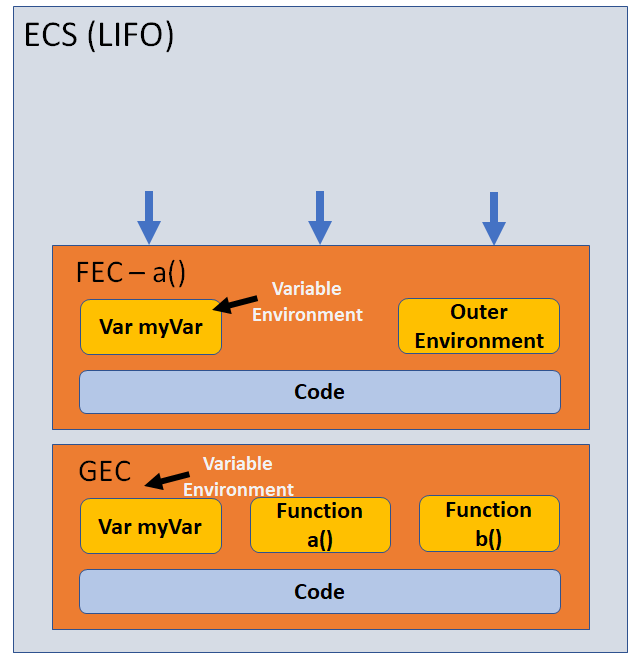 ECS (LIFO)
FEC – a()
Variable
Environment
Var myVar
Outer
Environment
Code
GEC
Variable
Environment
Var myVar
Function
a()
Function
b()
Code